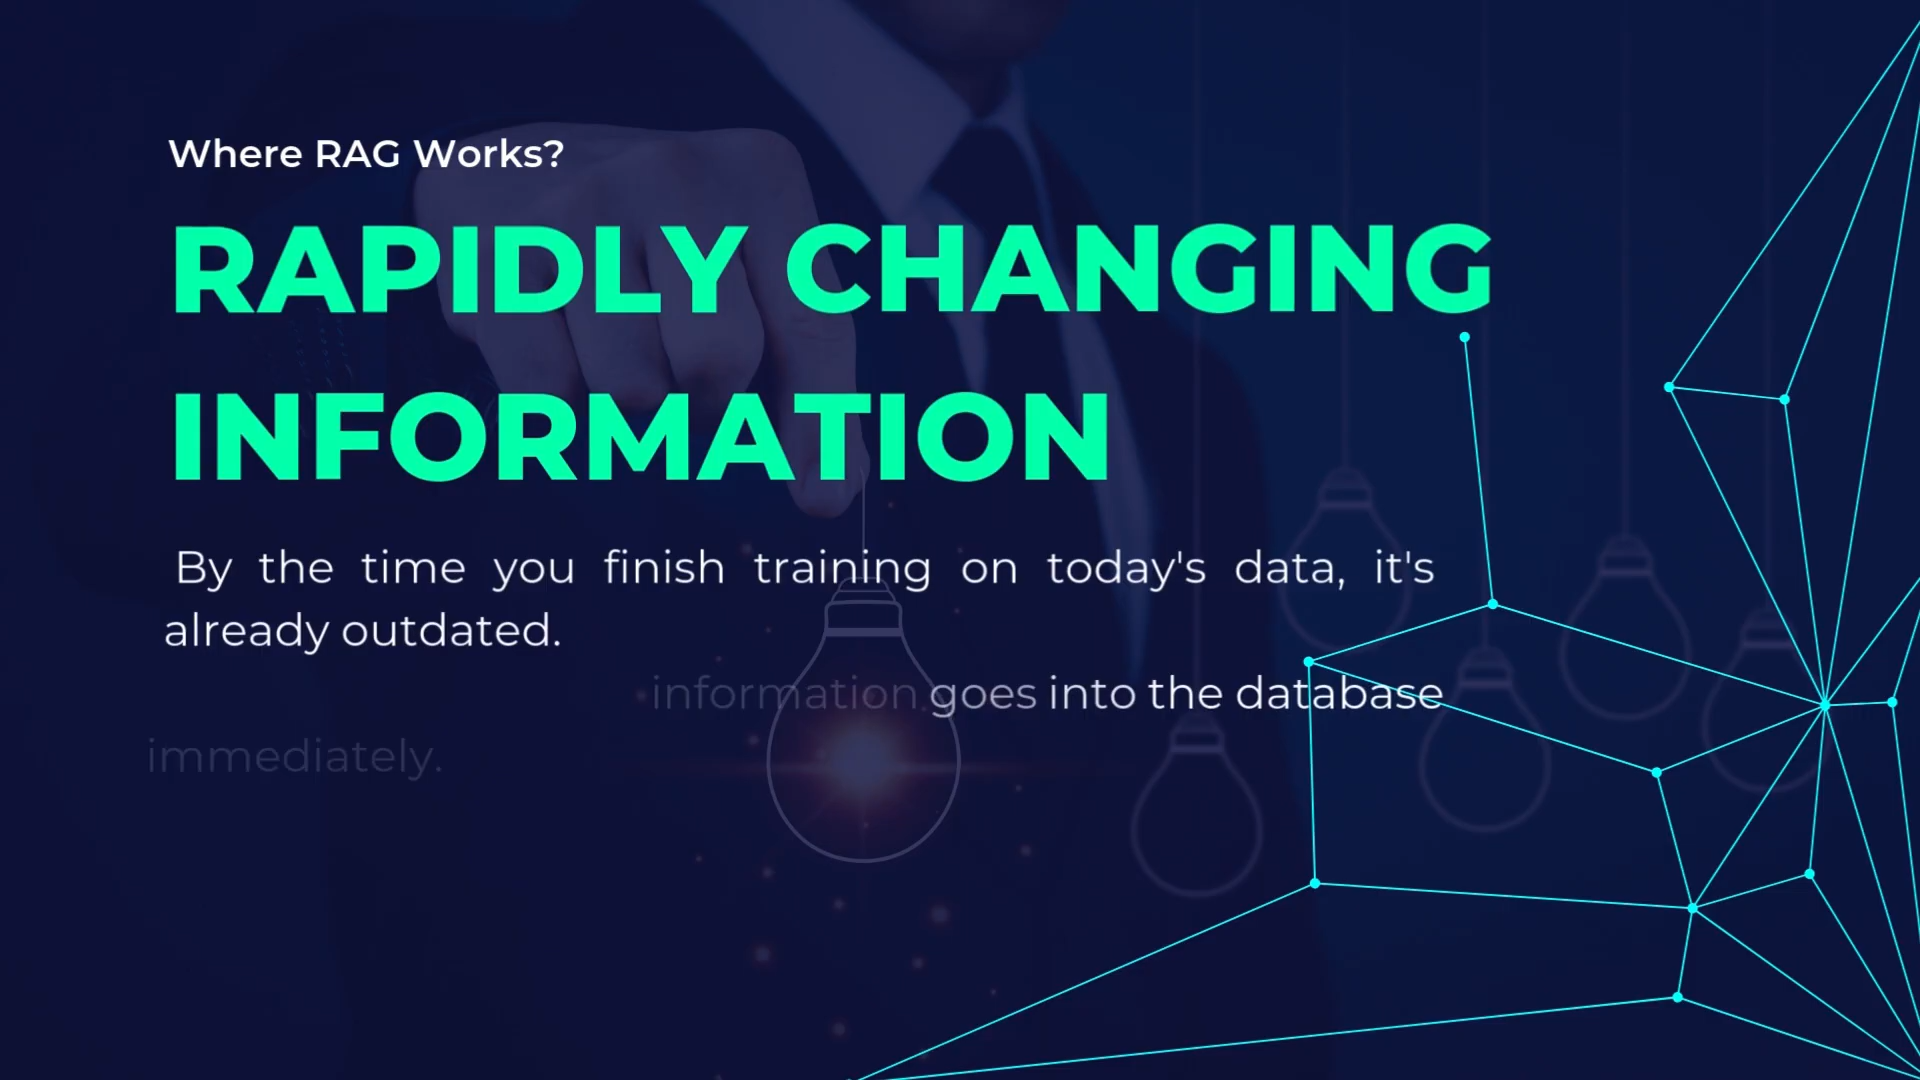 Where RAG Works?
RAPIDLY CHANGING
INFORMATION
By the time you finish training on today's data, it's
already outdated.
information goes into the database
immediately.